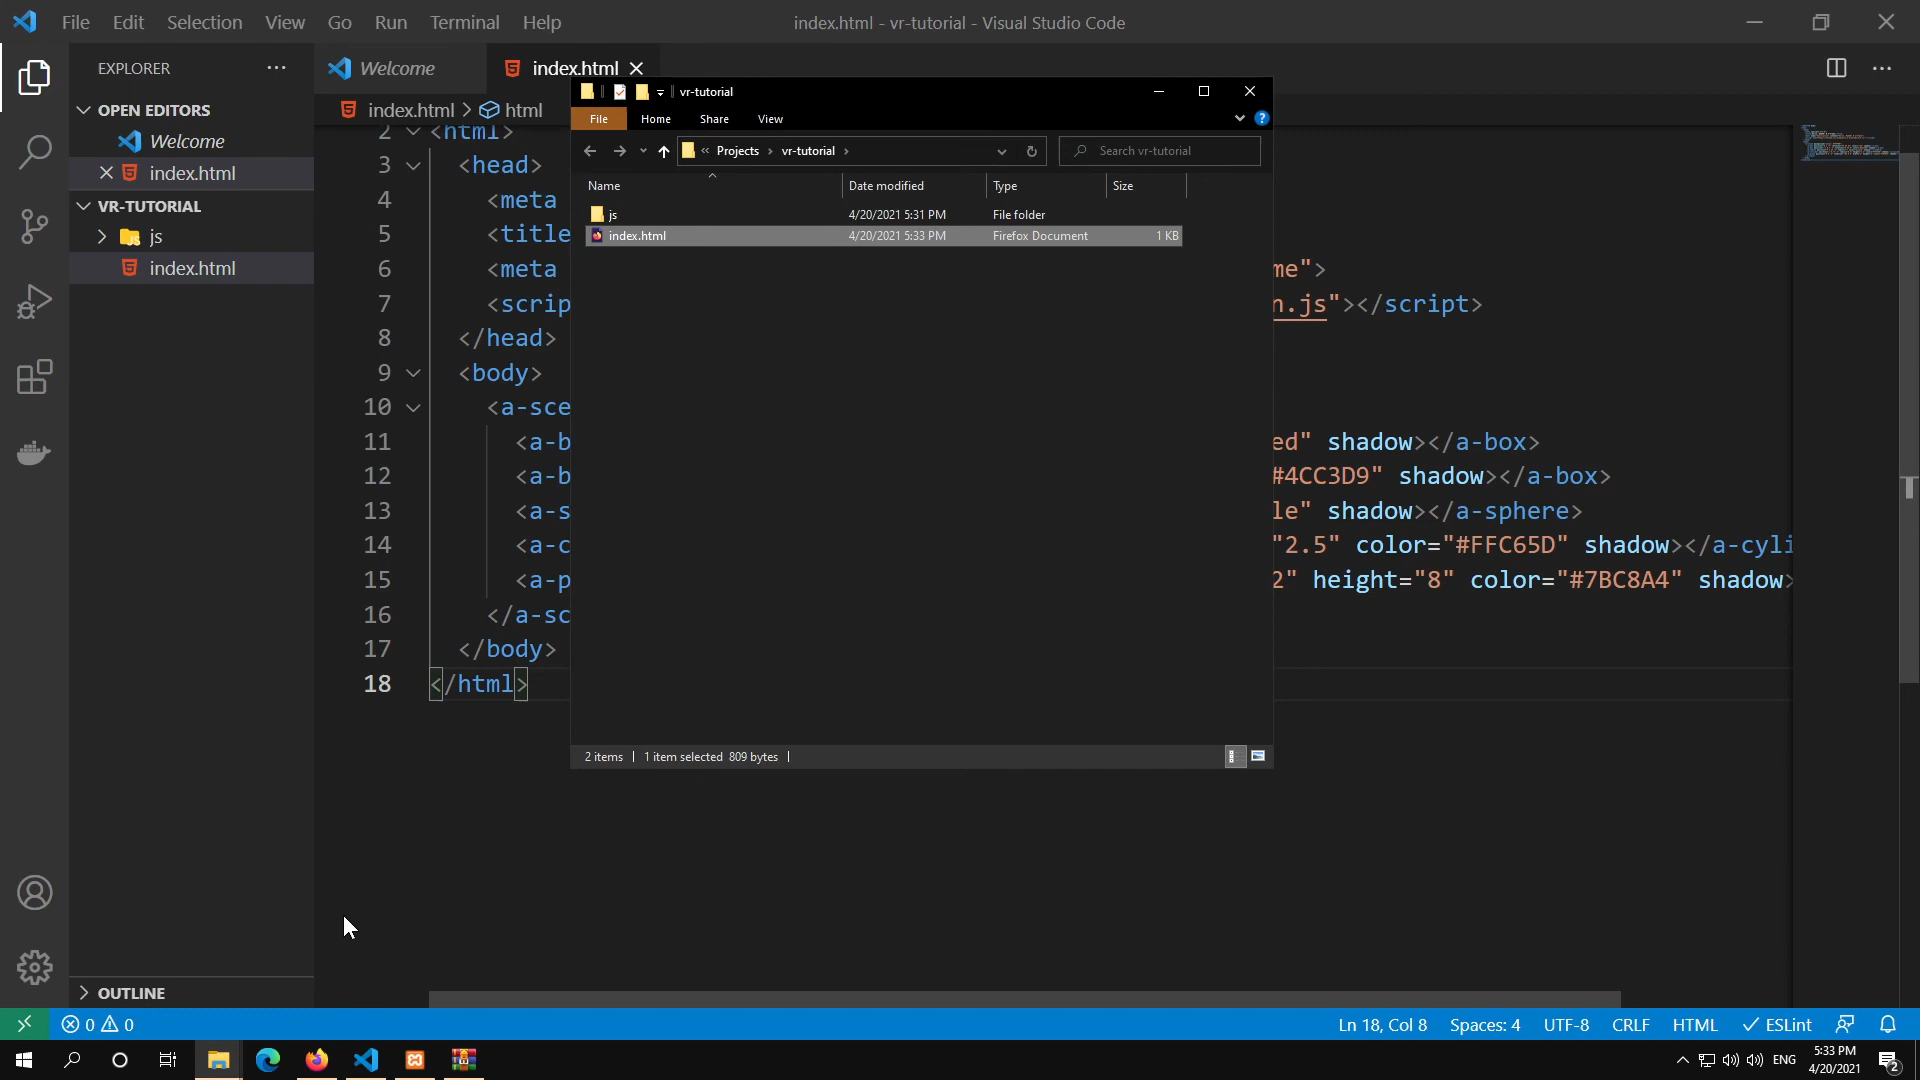 File Edit Selection View Go Run Terminal Help
index.html - vr-tutorial - Visual Studio Code
EXPLORER
OPEN EDITORS
Welcome
index.html
VR-TUTORIAL
js
index.html
OUTLINE
Welcome
index.html
index.html > html
2 <html>
3 <head>
4 <meta
5 <title
6 <meta me">
7 <scrip n.js"></script>
8 </head>
9 <body>
10 <a-sce
11 <a-b ed" shadow></a-box>
12 <a-b #4CC3D9" shadow></a-box>
13 <a-s le" shadow></a-sphere>
14 <a-c "2.5" color="#FFC65D" shadow></a-cyli
15 <a-p 2" height="8" color="#7BC8A4" shadow>
16 </a-sc
17 </body>
18 </html>
vr-tutorial
File Home Share View
« Projects > vr-tutorial >
Search vr-tutorial
Name Date modified Type Size
js 4/20/2021 5:31 PM File folder
index.html 4/20/2021 5:33 PM Firefox Document 1 KB
2 items 1 item selected 809 bytes
0 0
Ln 18, Col 8 Spaces: 4 UTF-8 CRLF HTML ESLint
ENG
5:33 PM
4/20/2021
2